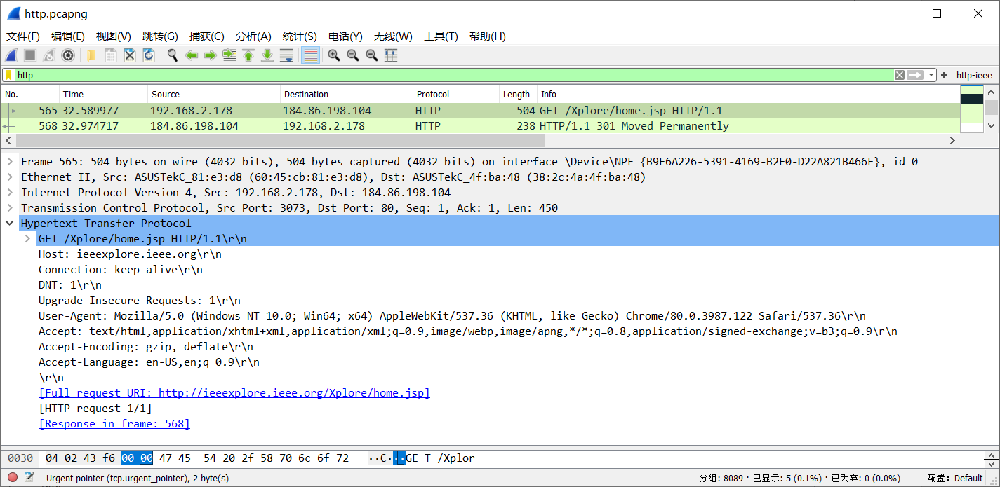 http.pcapng
文件(F) 编辑(E) 视图(V) 跳转(G) 捕获(C) 分析(A) 统计(S) 电话(Y) 无线(W) 工具(T) 帮助(H)
http + http-ieee
No. Time Source Destination Protocol Length Info
565 32.589977 192.168.2.178 184.86.198.104 HTTP 504 GET /Xplore/home.jsp HTTP/1.1
568 32.974717 184.86.198.104 192.168.2.178 HTTP 238 HTTP/1.1 301 Moved Permanently
Frame 565: 504 bytes on wire (4032 bits), 504 bytes captured (4032 bits) on interface \Device\NPF_{B9E6A226-5391-4169-B2E0-D22A821B466E}, id 0
Ethernet II, Src: ASUSTekC_81:e3:d8 (60:45:cb:81:e3:d8), Dst: ASUSTekC_4f:ba:48 (38:2c:4a:4f:ba:48)
Internet Protocol Version 4, Src: 192.168.2.178, Dst: 184.86.198.104
Transmission Control Protocol, Src Port: 3073, Dst Port: 80, Seq: 1, Ack: 1, Len: 450
Hypertext Transfer Protocol
GET /Xplore/home.jsp HTTP/1.1\r\n
Host: ieeexplore.ieee.org\r\n
Connection: keep-alive\r\n
DNT: 1\r\n
Upgrade-Insecure-Requests: 1\r\n
User-Agent: Mozilla/5.0 (Windows NT 10.0; Win64; x64) AppleWebKit/537.36 (KHTML, like Gecko) Chrome/80.0.3987.122 Safari/537.36\r\n
Accept: text/html,application/xhtml+xml,application/xml;q=0.9,image/webp,image/apng,*/*;q=0.8,application/signed-exchange;v=b3;q=0.9\r\n
Accept-Encoding: gzip, deflate\r\n
Accept-Language: en-US,en;q=0.9\r\n
\r\n
[Full request URI: http://ieeexplore.ieee.org/Xplore/home.jsp]
[HTTP request 1/1]
[Response in frame: 568]
0030 04 02 43 f6 00 00 47 45 54 20 2f 58 70 6c 6f 72 ··C···GE T /Xplor
Urgent pointer (tcp.urgent_pointer), 2 byte(s) 分组: 8089 · 已显示: 5 (0.1%) · 已丢弃: 0 (0.0%) 配置: Default